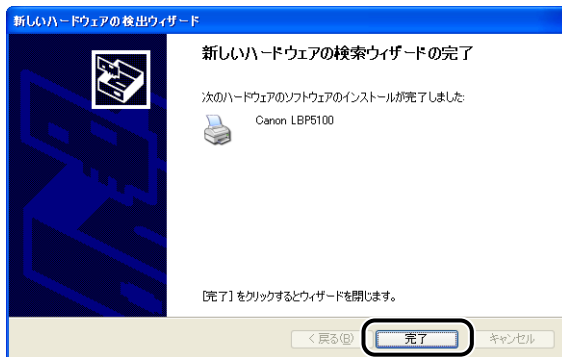 新しいハードウェアの検出ウィザード
新しいハードウェアの検索ウィザードの完了
次のハードウェアのソフトウェアのインストールが完了しました:
Canon LBP5100
[完了] をクリックするとウィザードを閉じます。
< 戻る(B)
完了
キャンセル